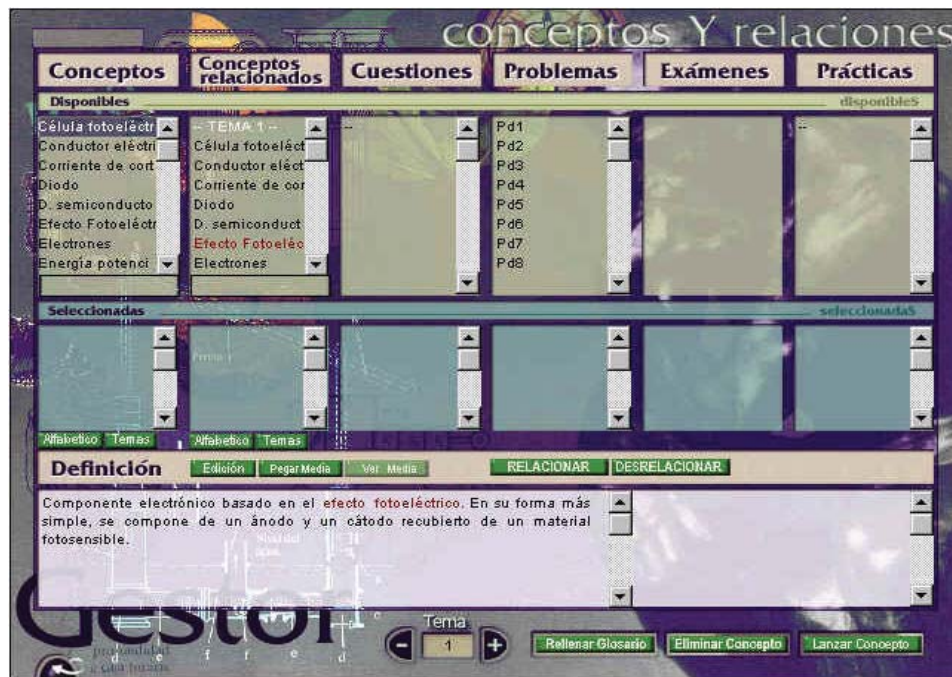 conceptos Y relaciones
Conceptos
Conceptos relacionados
Cuestiones
Problemas
Exámenes
Prácticas
Disponibles
disponibleS
Célula fotoeléctr
Conductor eléctri
Corriente de cort
Diodo
D. semiconducto
Efecto Fotoeléctr
Electrones
Energía potenci
-- TEMA 1 --
Célula fotoeléct
Conductor eléct
Corriente de cor
Diodo
D. semiconduct
Efecto Fotoeléc
Electrones
--
Pd1
Pd2
Pd3
Pd4
Pd5
Pd6
Pd7
Pd8
--
Seleccionadas
seleccionadaS
Alfabetico
Temas
Alfabetico
Temas
Definición
Edición
Pegar Media
Ver Media
RELACIONAR
DESRELACIONAR
Componente electrónico basado en el efecto fotoeléctrico. En su forma más
simple, se compone de un ánodo y un cátodo recubierto de un material
fotosensible.
Gestor
Tema
1
Rellenar Glosario
Eliminar Concepto
Lanzar Concepto